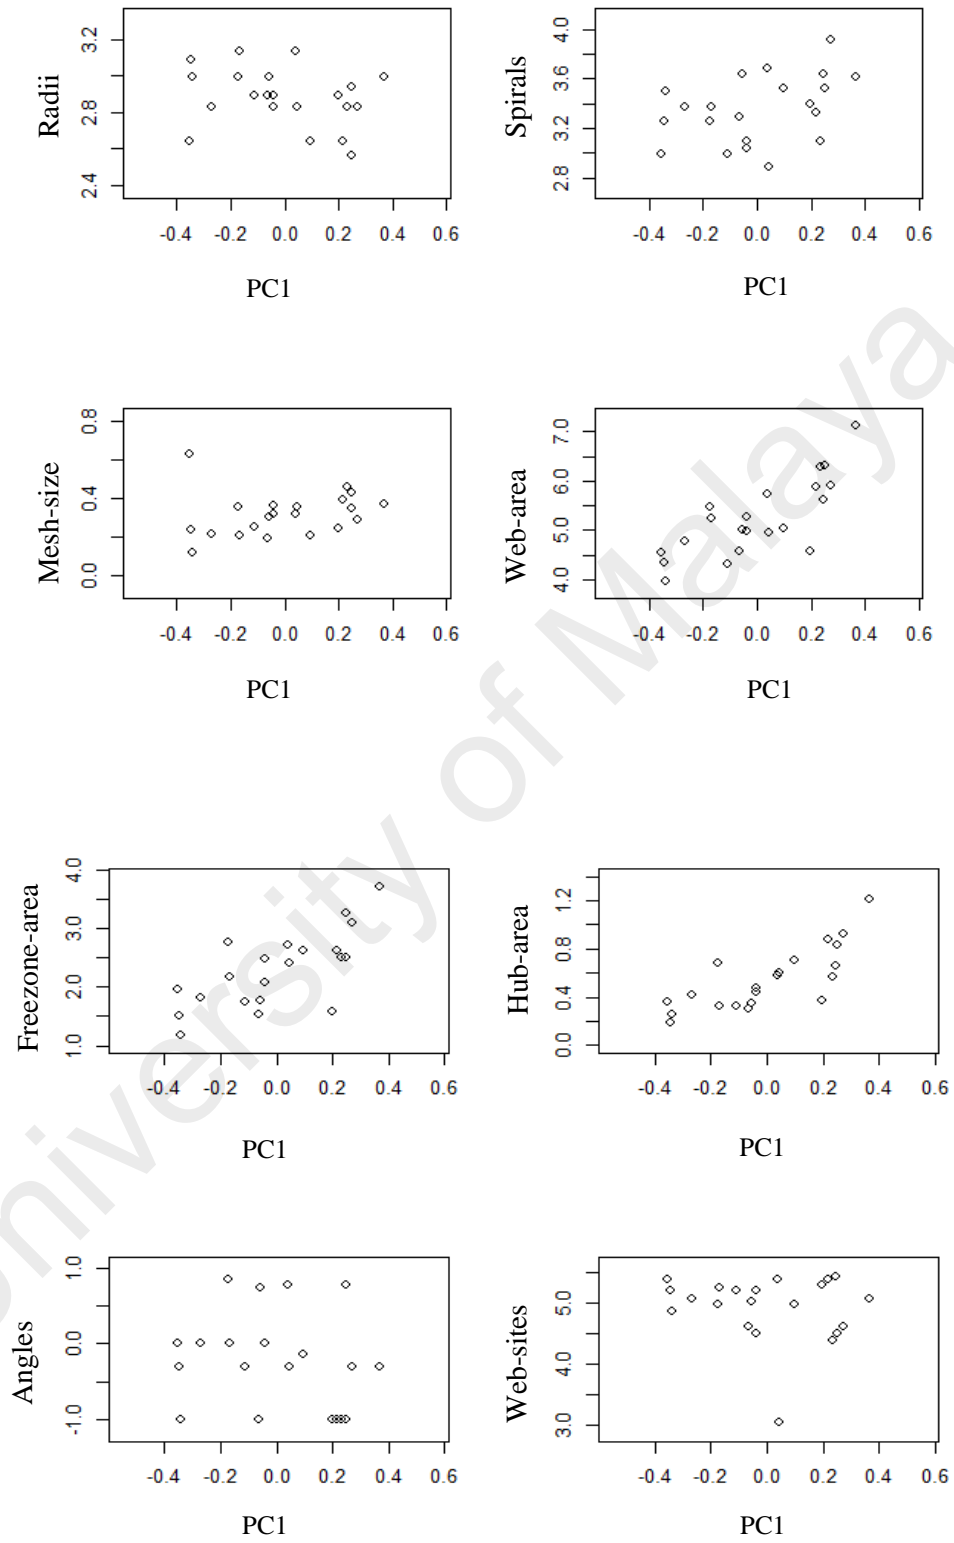 Radii
3.2
2.8
2.4
-0.4 -0.2 0.0 0.2 0.4 0.6
PC1
Spirals
4.0
3.6
3.2
2.8
-0.4 -0.2 0.0 0.2 0.4 0.6
PC1
Mesh-size
0.8
0.4
0.0
-0.4 -0.2 0.0 0.2 0.4 0.6
PC1
Web-area
7.0
6.0
5.0
4.0
-0.4 -0.2 0.0 0.2 0.4 0.6
PC1
Freezone-area
4.0
3.0
2.0
1.0
-0.4 -0.2 0.0 0.2 0.4 0.6
PC1
Hub-area
1.2
0.8
0.4
0.0
-0.4 -0.2 0.0 0.2 0.4 0.6
PC1
Angles
1.0
0.0
-1.0
-0.4 -0.2 0.0 0.2 0.4 0.6
PC1
Web-sites
5.0
4.0
3.0
-0.4 -0.2 0.0 0.2 0.4 0.6
PC1
University of Malaya